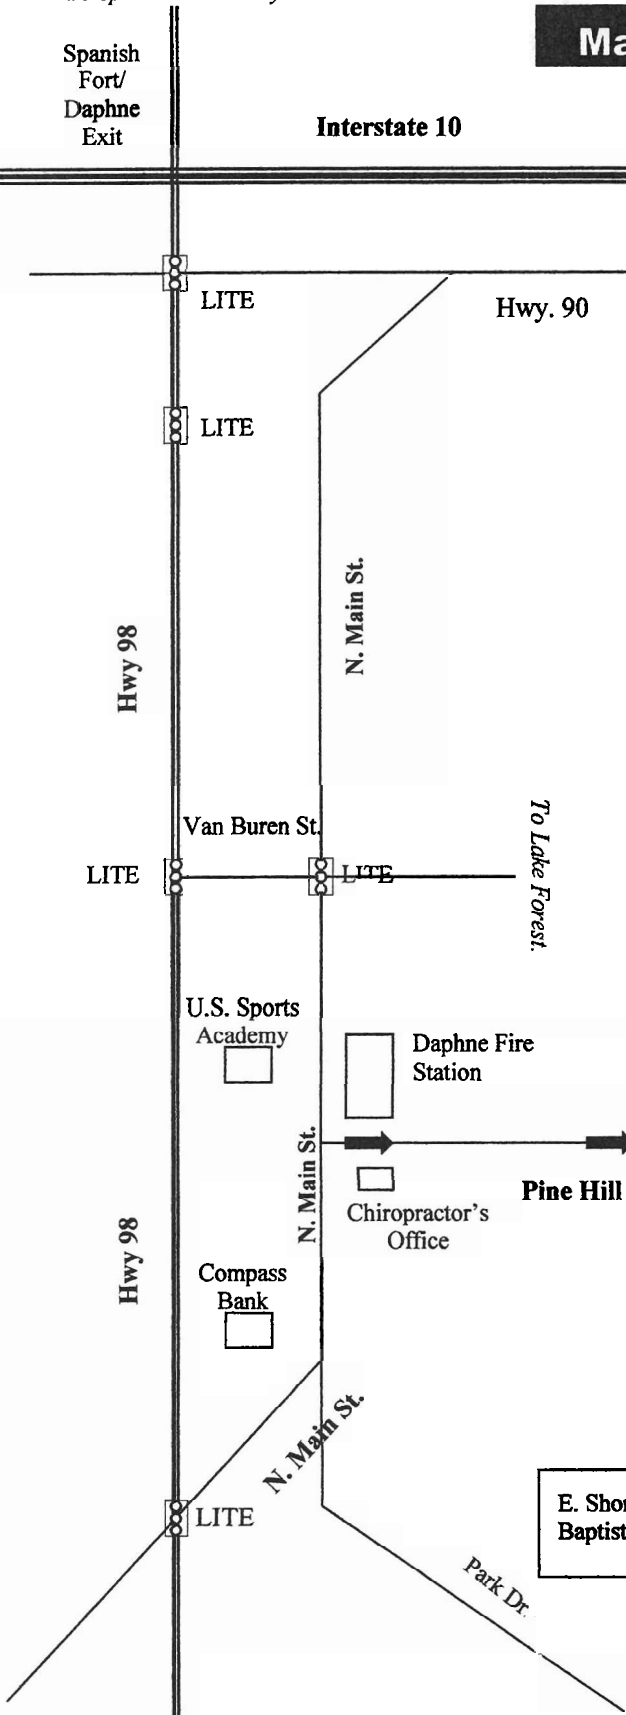 Ma
Spanish
Fort/
Daphne
Exit
Interstate 10
LITE
Hwy. 90
LITE
N. Main St.
Hwy 98
Van Buren St.
LITE
LITE
To Lake Forest.
U.S. Sports
Academy
Daphne Fire
Station
N. Main St.
Pine Hill
Chiropractor's
Office
Hwy 98
Compass
Bank
N. Main St.
LITE
E. Shor
Baptist
Park Dr.